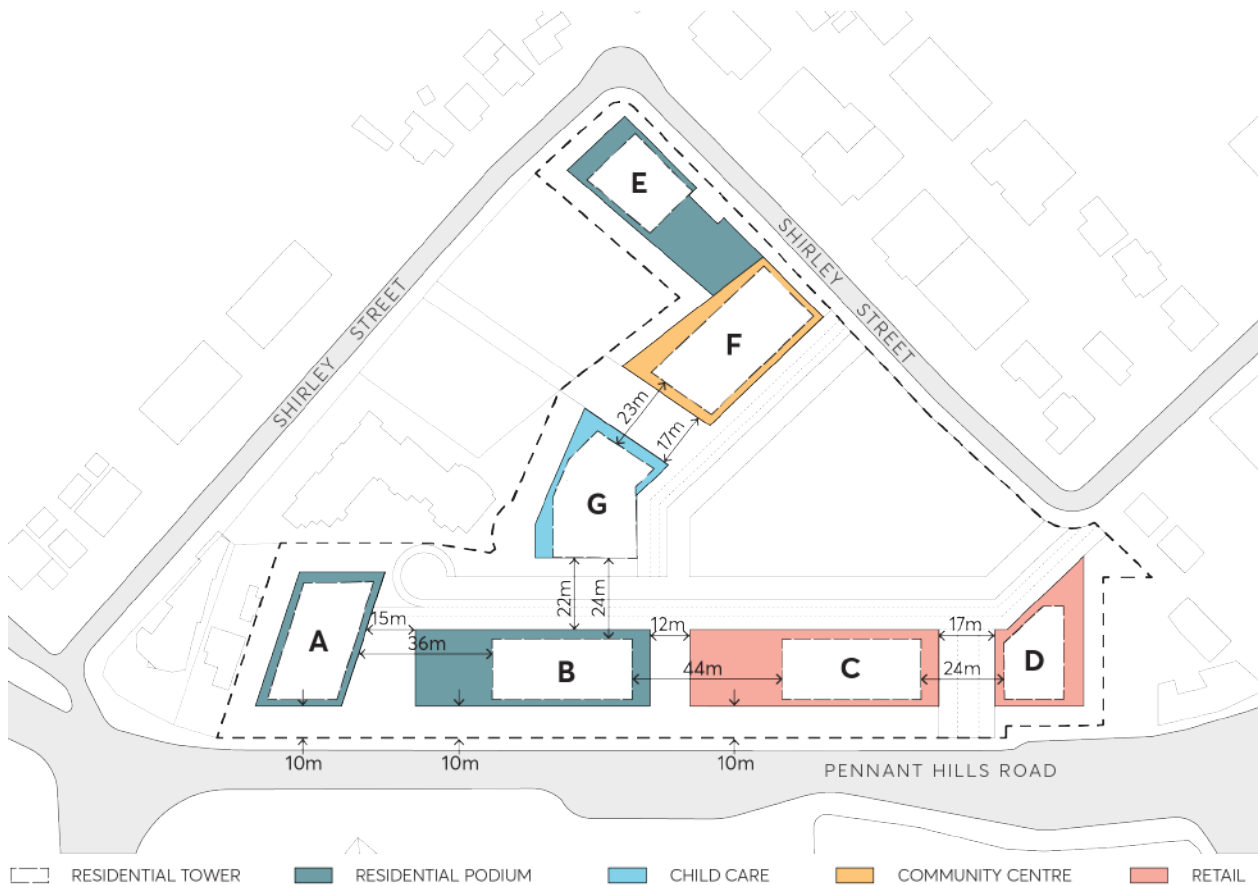 E
SHIRLEY STREET
SHIRLEY STREET
F
23m
17m
G
22m
24m
A
15m
36m
B
12m
44m
C
17m
24m
D
10m
10m
10m
PENNANT HILLS ROAD
RESIDENTIAL TOWER
RESIDENTIAL PODIUM
CHILD CARE
COMMUNITY CENTRE
RETAIL